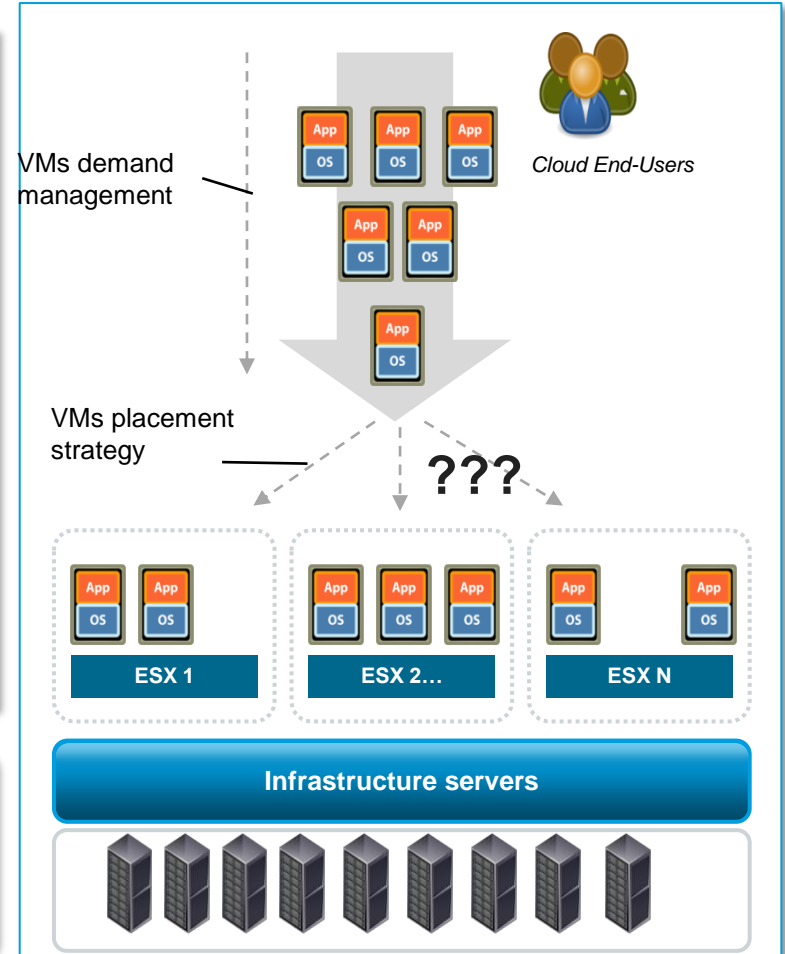 Cloud End-Users
App App App
OS OS OS
VMs demand
management
App App
OS OS
App
OS
VMs placement
strategy
???
App App App App App App App
OS OS OS OS OS OS OS
ESX 1 ESX 2… ESX N
Infrastructure servers